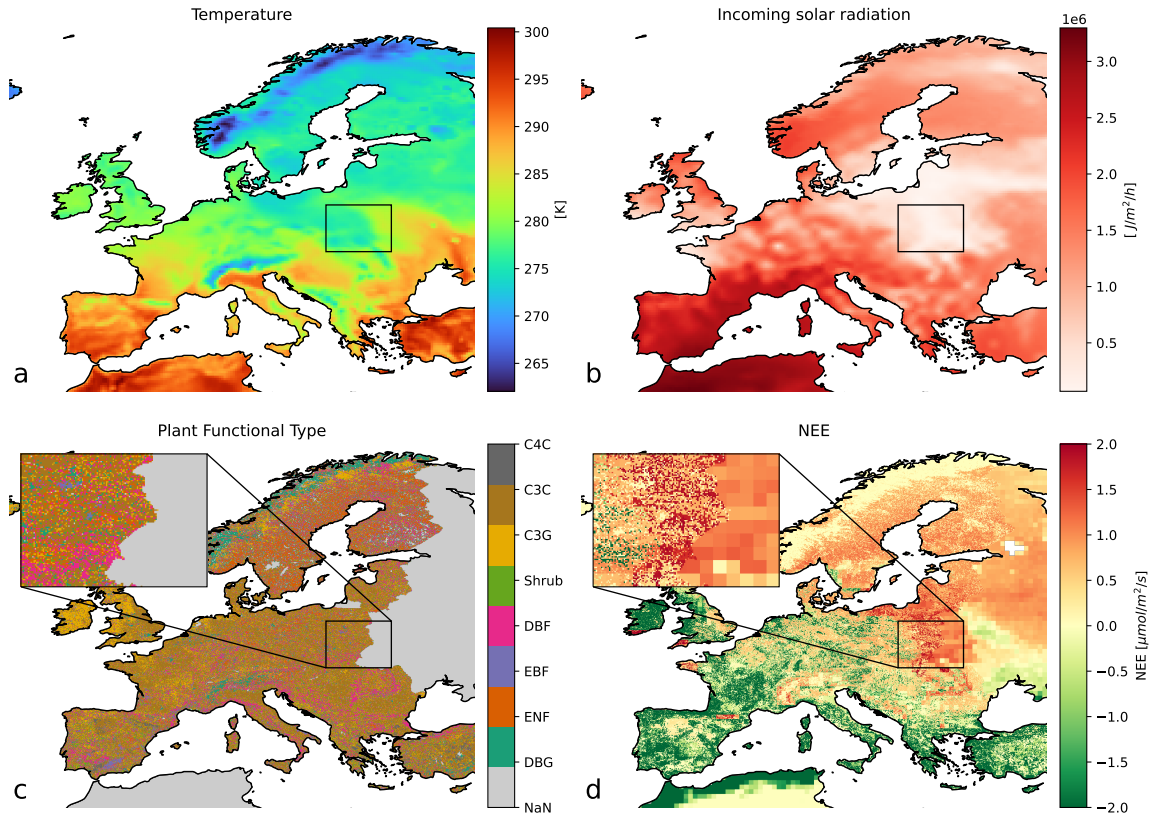 Temperature
300
295
290
285
280
275
270
265
[K]
a
Incoming solar radiation
1e6
3.0
2.5
2.0
1.5
1.0
0.5
[ J/m²/h]
b
Plant Functional Type
C4C
C3C
C3G
Shrub
DBF
EBF
ENF
DBG
NaN
c
NEE
2.0
1.5
1.0
0.5
0.0
−0.5
−1.0
−1.5
−2.0
NEE [μmol/m²/s]
d